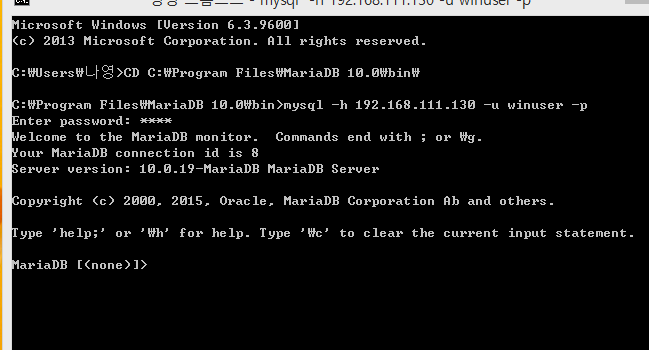 - mysql -h 192.168.111.130 -u winuser -p
Microsoft Windows [Version 6.3.9600]
(c) 2013 Microsoft Corporation. All rights reserved.
C:₩Users₩나영>CD C:₩Program Files₩MariaDB 10.0₩bin₩
C:₩Program Files₩MariaDB 10.0₩bin>mysql -h 192.168.111.130 -u winuser -p
Enter password: ****
Welcome to the MariaDB monitor.  Commands end with ; or ₩g.
Your MariaDB connection id is 8
Server version: 10.0.19-MariaDB MariaDB Server
Copyright (c) 2000, 2015, Oracle, MariaDB Corporation Ab and others.
Type 'help;' or '₩h' for help. Type '₩c' to clear the current input statement.
MariaDB [(none)]>